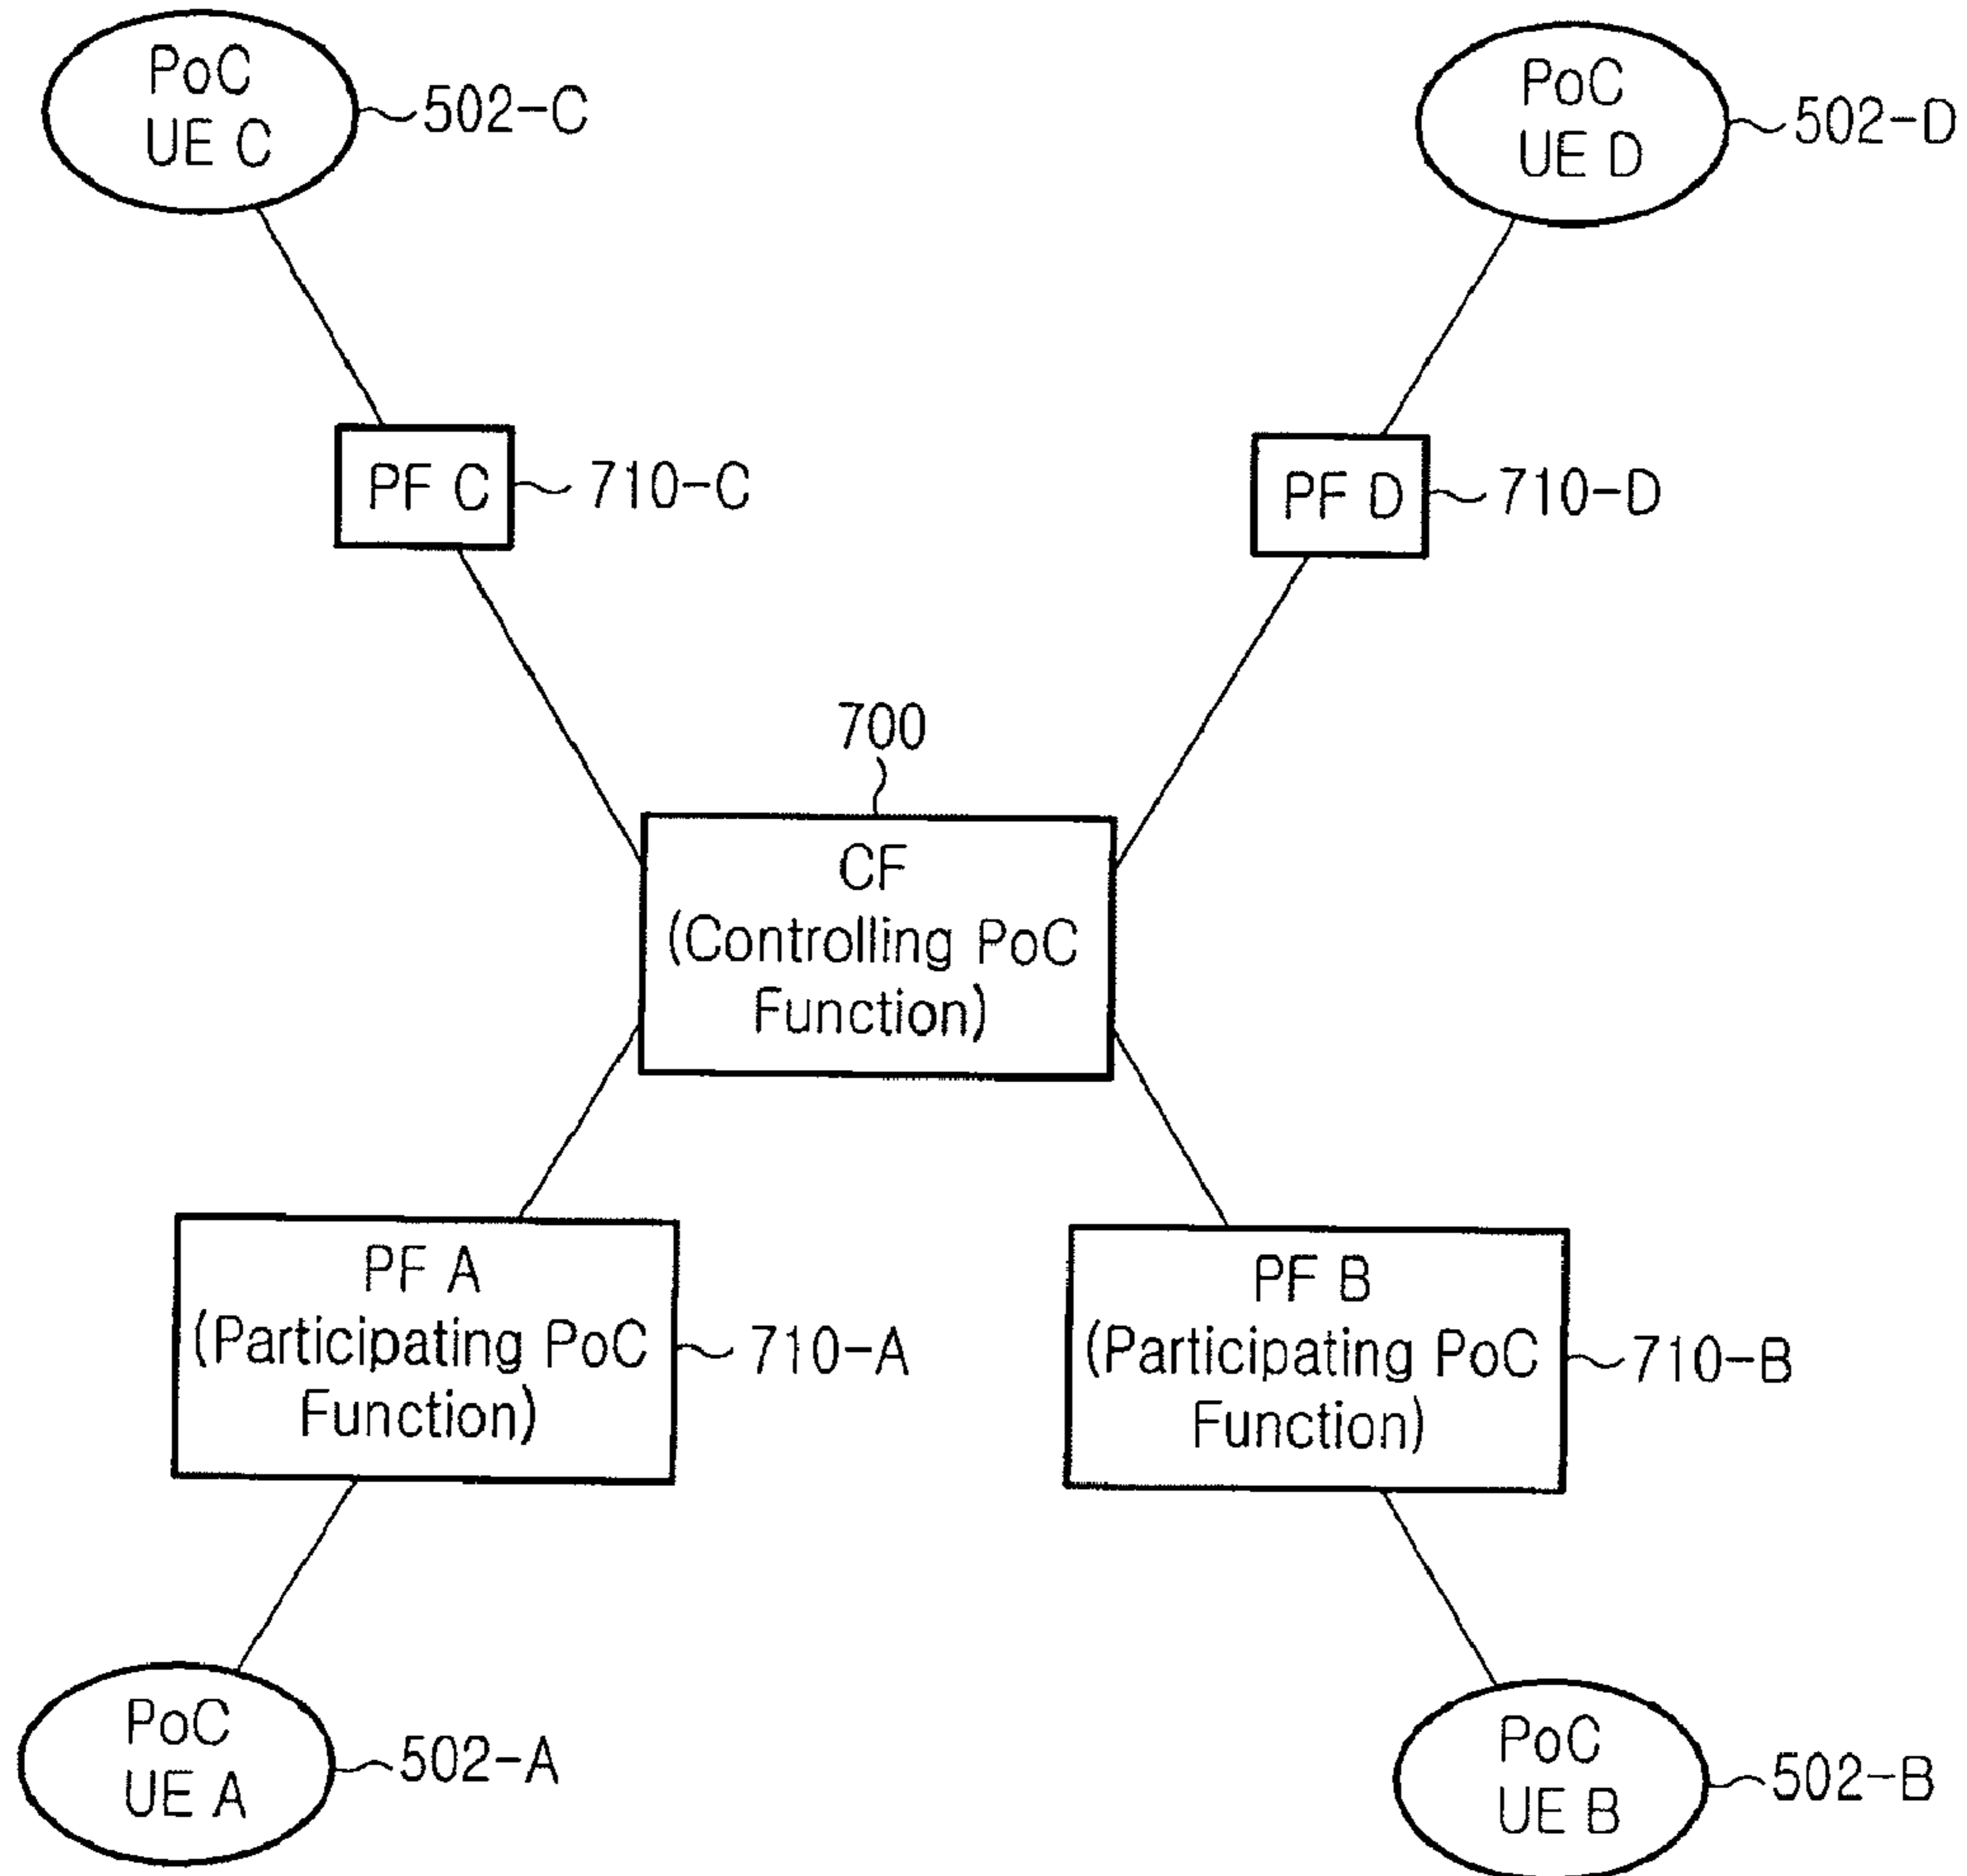 PoC
UE C
502-C
PoC
UE D
502-D
PF C
710-C
PF D
710-D
700
CF
(Controlling PoC
Function)
PF A
(Participating PoC
Function)
710-A
PF B
(Participating PoC
Function)
710-B
PoC
UE A
502-A
PoC
UE B
502-B